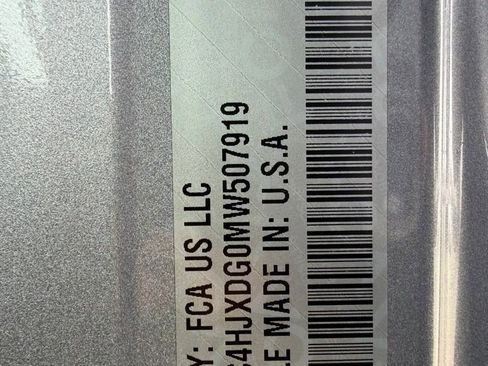 Y: FCA US LLC
C4HJXDG0MW507919
LE MADE IN: U.S.A.